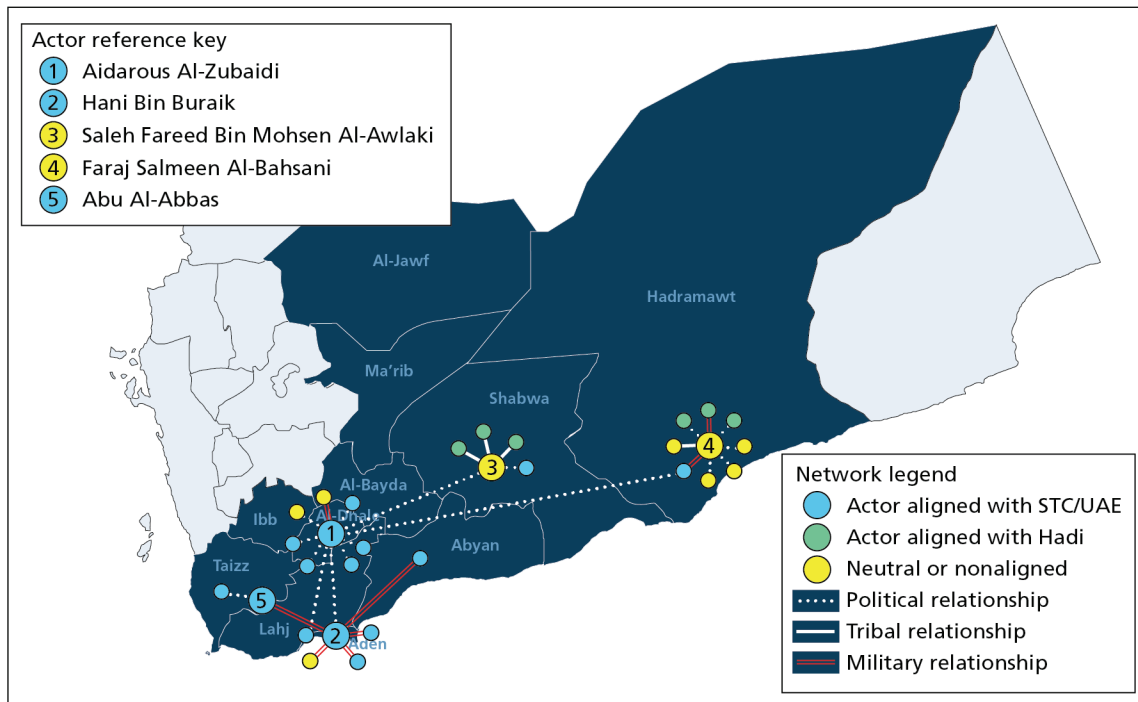 Actor reference key
1 Aidarous Al-Zubaidi
2 Hani Bin Buraik
3 Saleh Fareed Bin Mohsen Al-Awlaki
4 Faraj Salmeen Al-Bahsani
5 Abu Al-Abbas
Al-Jawf
Hadramawt
Ma'rib
Shabwa
4
3
Al-Bayda
Ibb
Al-Dhale
1
Abyan
Taizz
5
Lahj
2
Aden
Network legend
Actor aligned with STC/UAE
Actor aligned with Hadi
Neutral or nonaligned
Political relationship
Tribal relationship
Military relationship